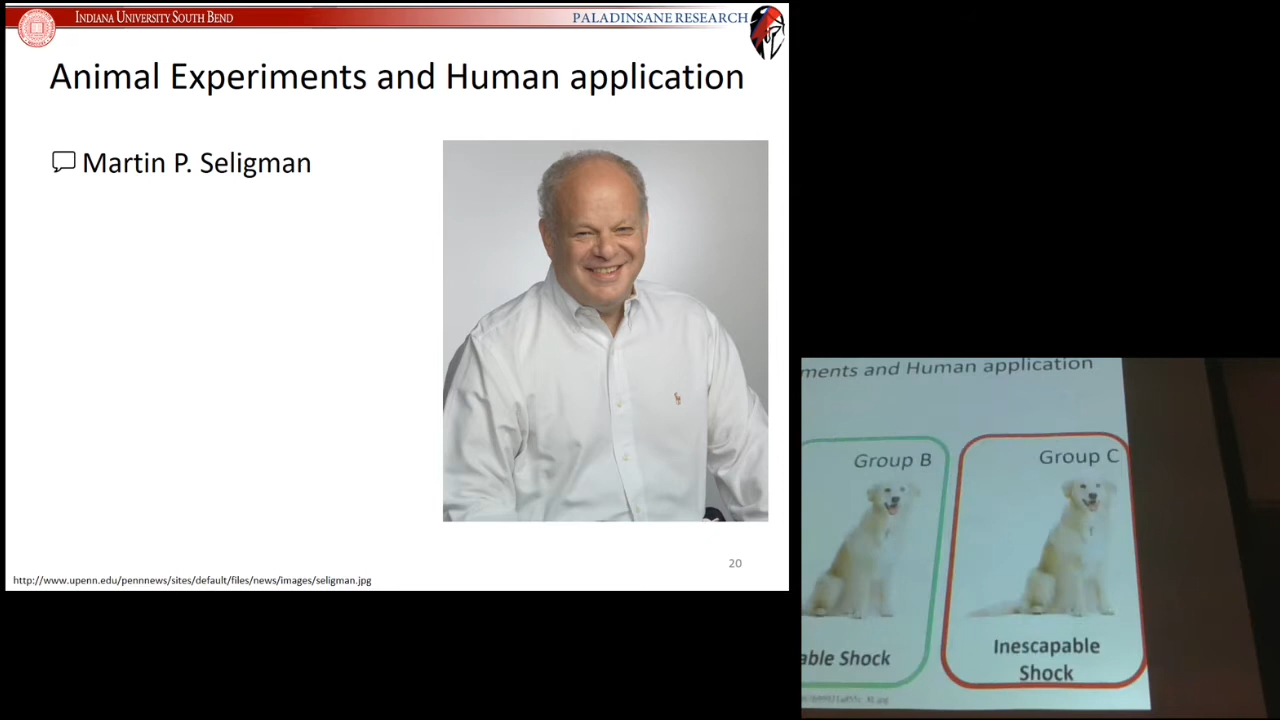 INDIANA UNIVERSITY SOUTH BEND
PALADINSANE RESEARCH
Animal Experiments and Human application
Martin P. Seligman
20
http://www.upenn.edu/pennnews/sites/default/files/news/images/seligman.jpg
ments and Human application
Group B
Group C
able Shock
Inescapable
Shock